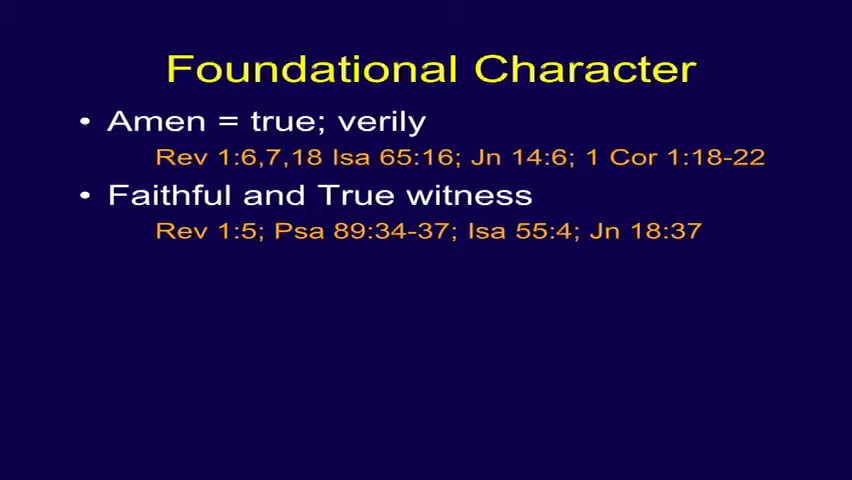 Foundational Character
• Amen = true; verily
Rev 1:6,7,18 Isa 65:16; Jn 14:6; 1 Cor 1:18-22
• Faithful and True witness
Rev 1:5; Psa 89:34-37; Isa 55:4; Jn 18:37